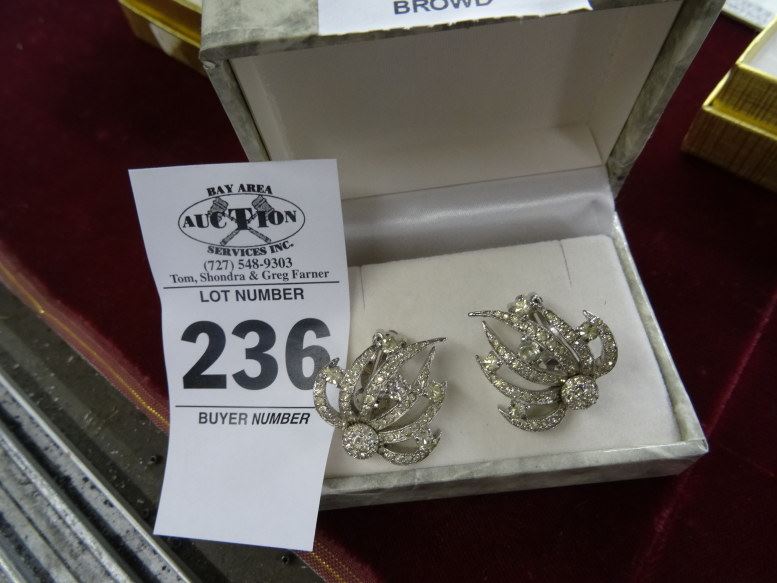 BROWD
BAY AREA
AUCTION
SERVICES INC.
(727) 548-9303
Tom, Shondra & Greg Farner
LOT NUMBER
236
BUYER NUMBER